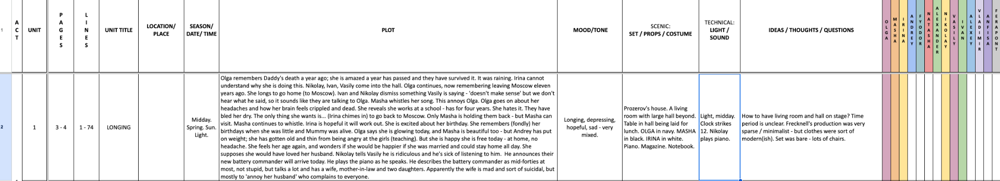 1
ACT
UNIT
PAGES
LINES
UNIT TITLE
LOCATION/
PLACE
SEASON/
DATE/ TIME
PLOT
MOOD/TONE
SCENIC:
SET / PROPS / COSTUME
TECHNICAL:
LIGHT /
SOUND
IDEAS / THOUGHTS / QUESTIONS
OLGA
MASHA
IRINA
ANDREY
FYODOR
NATASHA
ALEXANDER
NIKOLAY
VASILY
IVAN
ALEXEY
VLADIMIR
ANFISA
FERAPONT
2
1
3 - 4
1 - 74
LONGING
Midday.
Spring. Sun.
Light.
Olga remembers Daddy's death a year ago; she is amazed a year has passed and they have survived it. It was raining. Irina cannot
understand why she is doing this. Nikolay, Ivan, Vasily come into the hall. Olga continues, now remembering leaving Moscow eleven
years ago. She longs to go home (to Moscow). Ivan and Nikolay dismiss something Vasily is saying - 'doesn't make sense' but we don't
hear what he said, so it sounds like they are talking to Olga. Masha whistles her song. This annoys Olga. Olga goes on about her
headaches and how her brain feels crippled and dead. She reveals she works at a school - has for four years. She hates it. They have
bled her dry. The only thing she wants is... (Irina chimes in) to go back to Moscow. Only Masha is holding them back - but Masha can
visit. Masha continues to whistle. Irina is hopeful it will work out. She is excited about her birthday. She remembers (fondly) her
birthdays when she was little and Mummy was alive. Olga says she is glowing today, and Masha is beautiful too - but Andrey has put
on weight; she has gotten old and thin from being angry at the girls (teaching). But she is happy she is free today - at home, no
headache. She feels her age again, and wonders if she would be happier if she was married and could stay home all day. She
supposes she would have loved her husband. Nikolay tells Vasily he is ridiculous and he's sick of listening to him. He announces their
new battery commander will arrive today. He plays the piano as he speaks. He describes the battery commander as mid-forties at
most, not stupid, but talks a lot and has a wife, mother-in-law and two daughters. Apparently the wife is mad and sort of suicidal, but
mostly to 'annoy her husband' who complains to everyone.
Longing, depressing,
hopeful, sad - very
mixed.
Prozerov's house. A living
room with large hall beyond.
Table in hall being laid for
lunch. OLGA in navy. MASHA
in black. IRINA in white.
Piano. Magazine. Notebook.
Light, midday.
Clock strikes
12. Nikolay
plays piano.
How to have living room and hall on stage? Time
period is unclear. Frecknell's production was very
sparse / minimalist - but clothes were sort of
modern(ish). Set was bare - lots of chairs.